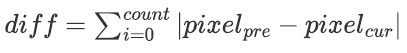 diff = \sum_{i=0}^{count} |pixel_{pre} - pixel_{cur}|